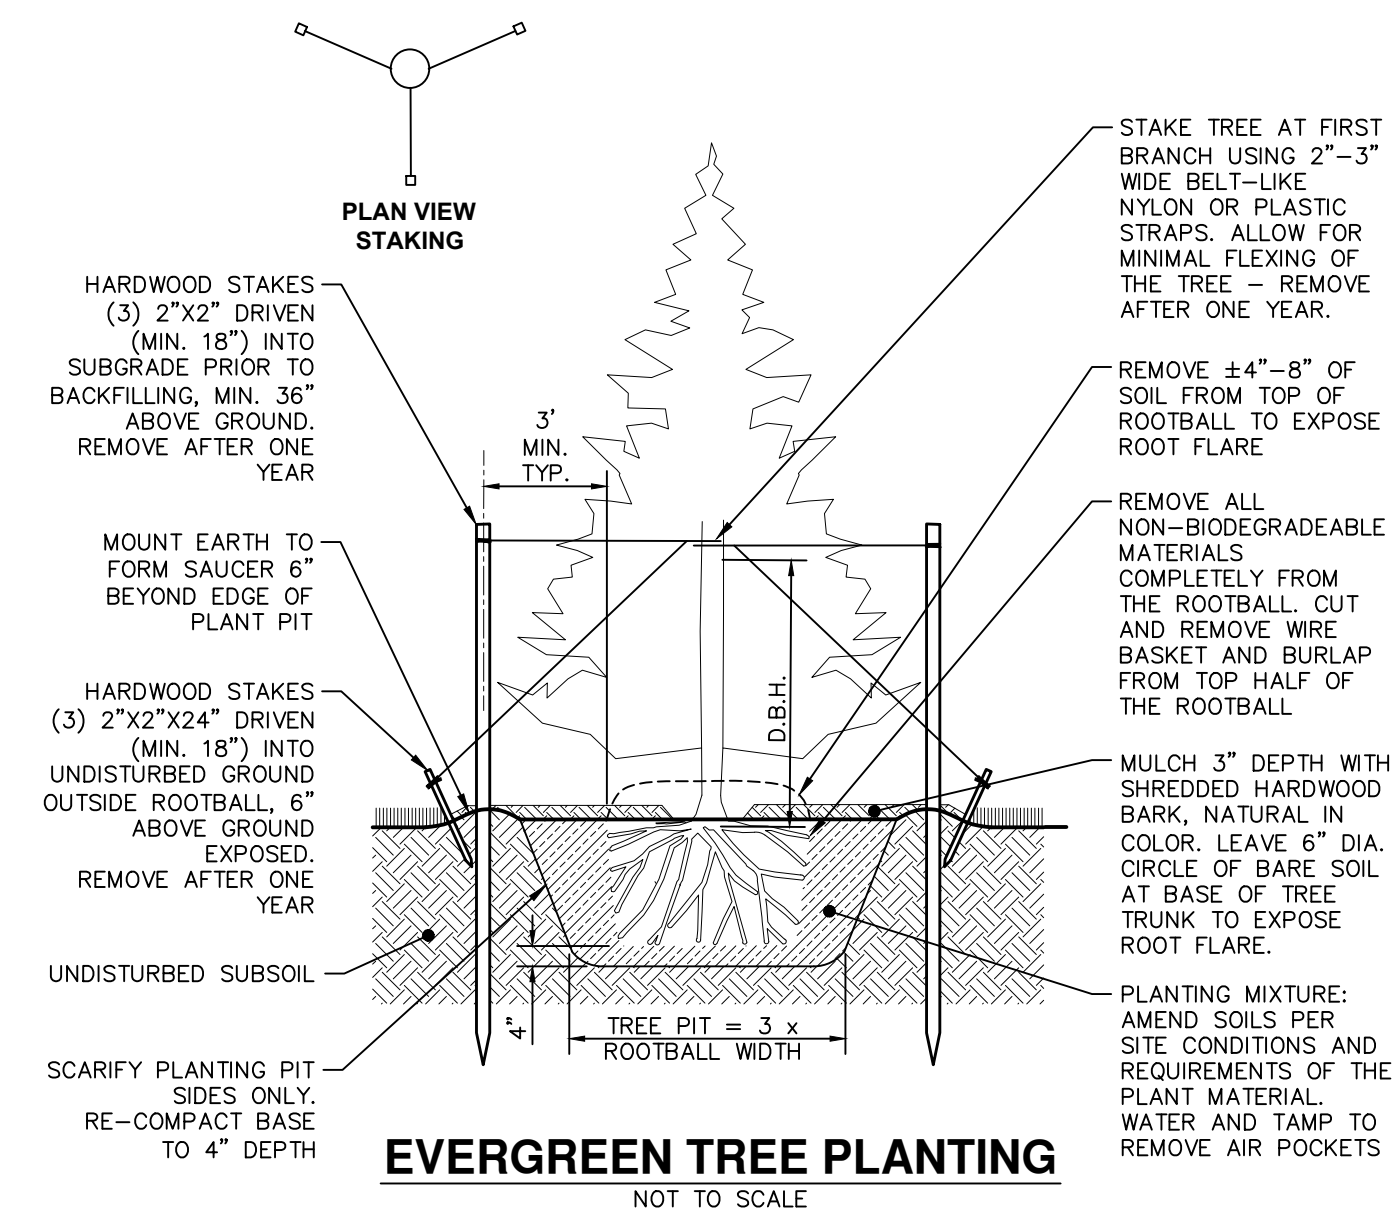 PLAN VIEW
STAKING
HARDWOOD STAKES
(3) 2"X2" DRIVEN
(MIN. 18") INTO
SUBGRADE PRIOR TO
BACKFILLING, MIN. 36"
ABOVE GROUND.
REMOVE AFTER ONE
YEAR
MOUNT EARTH TO
FORM SAUCER 6"
BEYOND EDGE OF
PLANT PIT
HARDWOOD STAKES
(3) 2"X2"X24" DRIVEN
(MIN. 18") INTO
UNDISTURBED GROUND
OUTSIDE ROOTBALL, 6"
ABOVE GROUND
EXPOSED.
REMOVE AFTER ONE
YEAR
UNDISTURBED SUBSOIL
SCARIFY PLANTING PIT
SIDES ONLY.
RE-COMPACT BASE
TO 4" DEPTH
3'
MIN.
TYP.
D.B.H.
4"
TREE PIT = 3 x
ROOTBALL WIDTH
STAKE TREE AT FIRST
BRANCH USING 2"-3"
WIDE BELT-LIKE
NYLON OR PLASTIC
STRAPS. ALLOW FOR
MINIMAL FLEXING OF
THE TREE - REMOVE
AFTER ONE YEAR.
REMOVE ±4"-8" OF
SOIL FROM TOP OF
ROOTBALL TO EXPOSE
ROOT FLARE
REMOVE ALL
NON-BIODEGRADEABLE
MATERIALS
COMPLETELY FROM
THE ROOTBALL. CUT
AND REMOVE WIRE
BASKET AND BURLAP
FROM TOP HALF OF
THE ROOTBALL
MULCH 3" DEPTH WITH
SHREDDED HARDWOOD
BARK, NATURAL IN
COLOR. LEAVE 6" DIA.
CIRCLE OF BARE SOIL
AT BASE OF TREE
TRUNK TO EXPOSE
ROOT FLARE.
PLANTING MIXTURE:
AMEND SOILS PER
SITE CONDITIONS AND
REQUIREMENTS OF THE
PLANT MATERIAL.
WATER AND TAMP TO
REMOVE AIR POCKETS
EVERGREEN TREE PLANTING
NOT TO SCALE